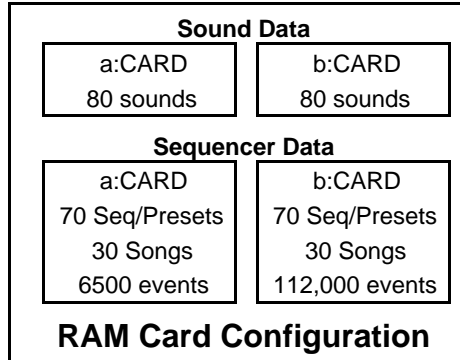 Sound Data
a:CARD
80 sounds
b:CARD
80 sounds
Sequencer Data
a:CARD
70 Seq/Presets
30 Songs
6500 events
b:CARD
70 Seq/Presets
30 Songs
112,000 events
RAM Card Configuration